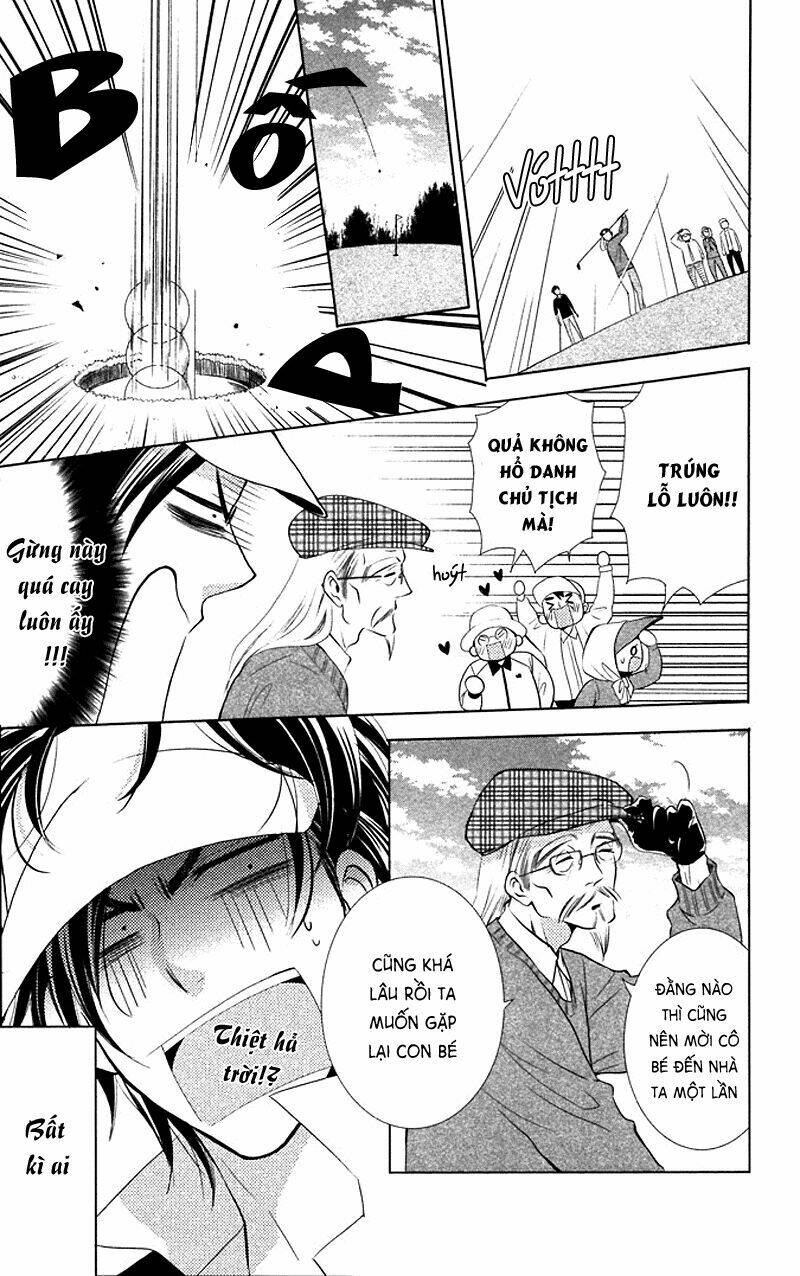 VÓTTTT
BỐP
TRÚNG
LỖ LUÔN!!
QUẢ KHÔNG
HỔ DANH
CHỦ TỊCH
MÀ!
huýt
Gừng này
quá cay
luôn ấy
!!!
ĐẰNG NÀO
THÌ CŨNG
NÊN MỜI CÔ
BÉ ĐẾN NHÀ
TA MỘT LẦN
CŨNG KHÁ
LÂU RỒI TA
MUỐN GẶP
LẠI CON BÉ
Thiệt hả
trời!?
Bất
kì ai